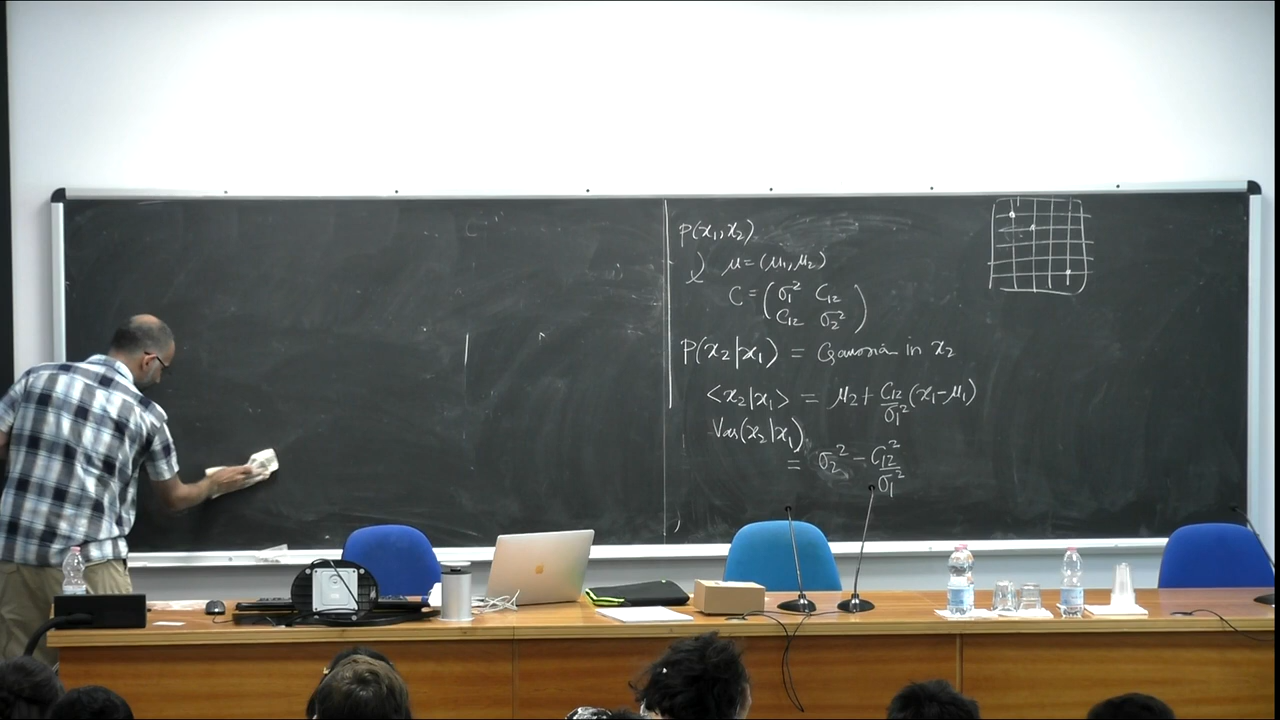 P(x₁,x₂)
1) μ = (μ₁,μ₂)
C = ( σ₁² C₁₂
C₁₂ σ₂² )
P(x₂|x₁) = Gaussian in x₂
<x₂|x₁> = μ₂ + C₁₂/σ₁² (x₁-μ₁)
Var(x₂|x₁)
= σ₂² - C₁₂²/σ₁²